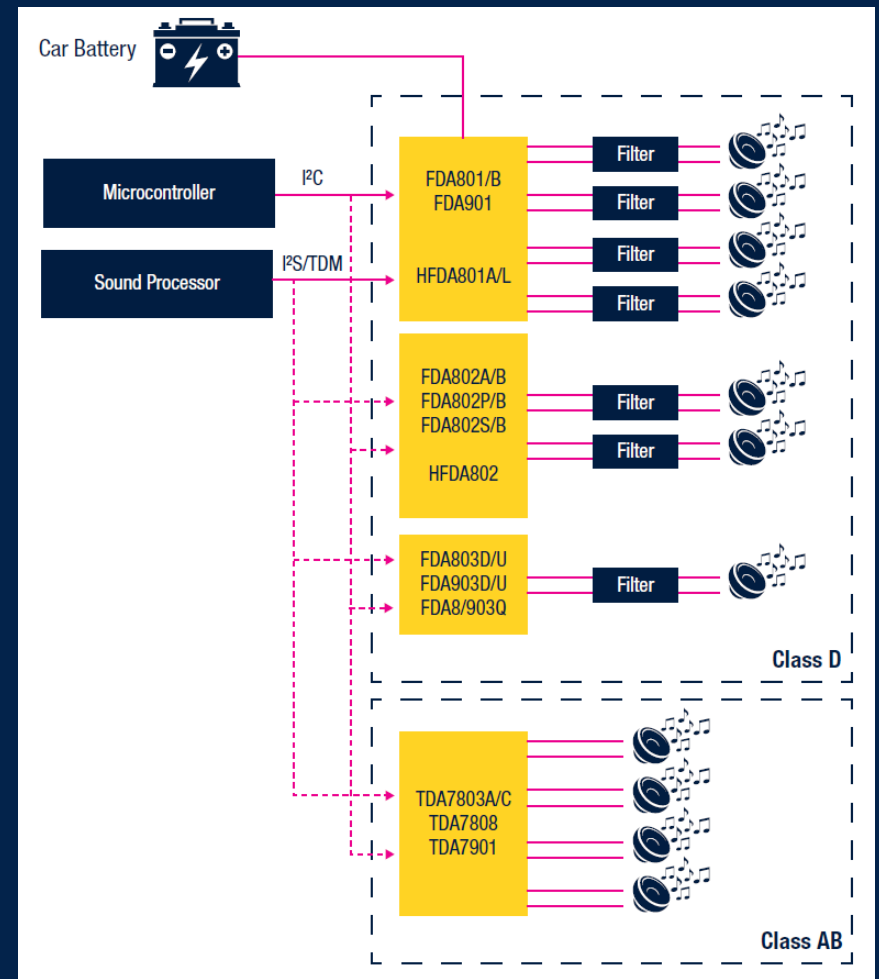 Car Battery
Microcontroller
I²C
Sound Processor
I²S/TDM
FDA801/B
FDA901
HFDA801A/L
Filter
Filter
Filter
Filter
FDA802A/B
FDA802P/B
FDA802S/B
HFDA802
Filter
Filter
FDA803D/U
FDA903D/U
FDA8/903Q
Filter
Class D
TDA7803A/C
TDA7808
TDA7901
Class AB